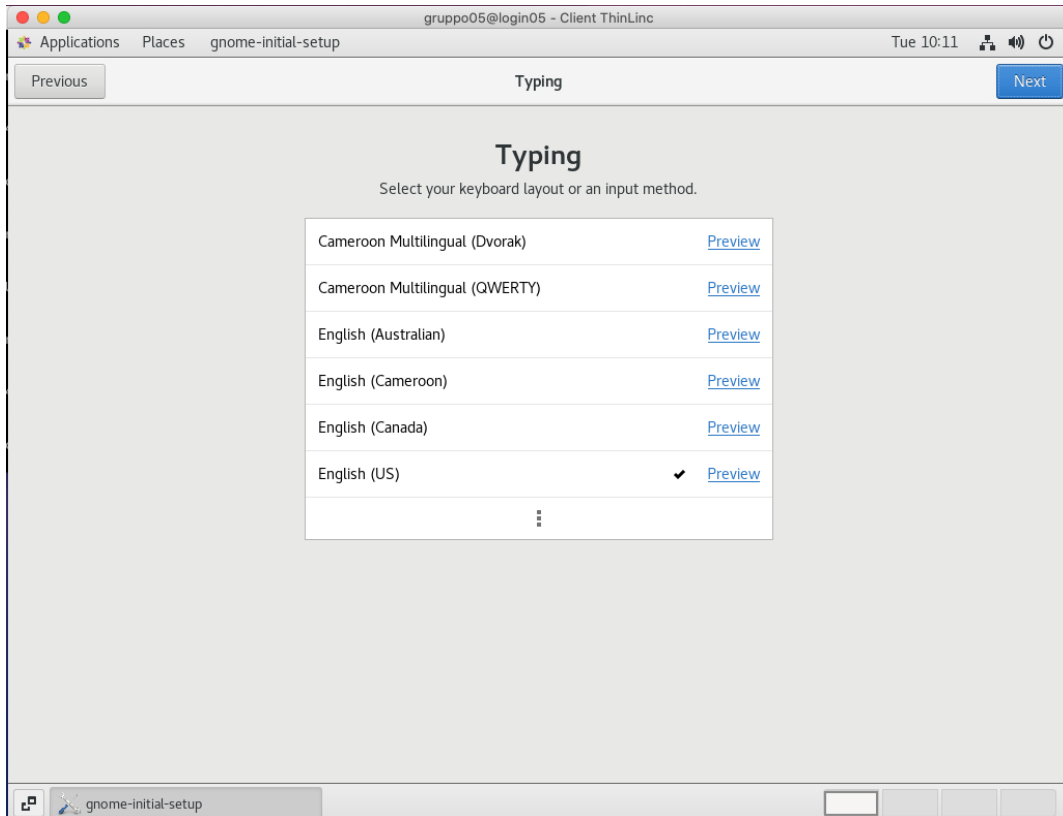 gruppo05@login05 - Client ThinLinc
Applications Places gnome-initial-setup Tue 10:11
Previous Typing Next
Typing
Select your keyboard layout or an input method.
Cameroon Multilingual (Dvorak) Preview
Cameroon Multilingual (QWERTY) Preview
English (Australian) Preview
English (Cameroon) Preview
English (Canada) Preview
English (US) Preview
gnome-initial-setup